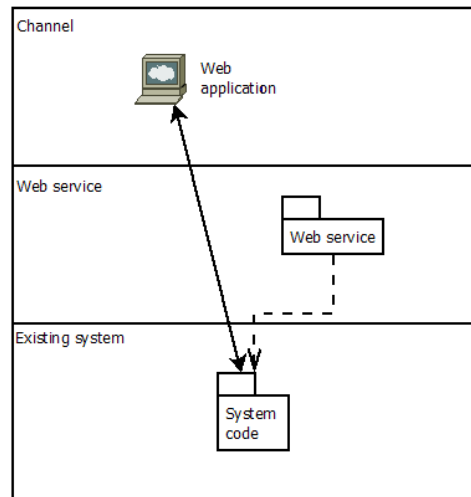 Channel
Web
application
Web service
Web service
Existing system
System
code